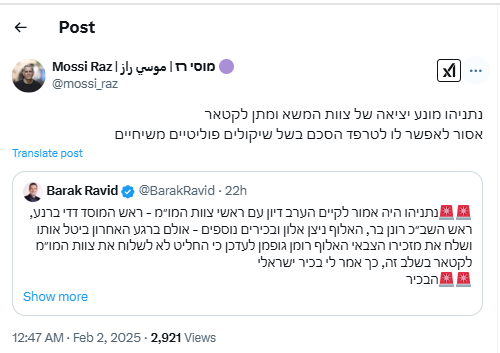 Post
Mossi Raz | מוסי רז | موسي راز
@mossi_raz
נתניהו מונע יציאה של צוות המשא ומתן לקטאר
אסור לאפשר לו לטרפד הסכם בשל שיקולים פוליטיים משיחיים
Translate post
Barak Ravid @BarakRavid · 22h
🚨🚨נתניהו היה אמור לקיים הערב דיון עם ראשי צוות המו״מ - ראש המוסד דדי ברנע,
ראש השב״כ רונן בר, האלוף ניצן אלון ובכירים נוספים - אולם ברגע האחרון ביטל אותו
ושלח את מזכירו הצבאי האלוף רומן גופמן לעדכן כי החליט לא לשלוח את צוות המו״מ
לקטאר בשלב זה, כך אמר לי בכיר ישראלי
🚨🚨הבכיר
Show more
12:47 AM · Feb 2, 2025 · 2,921 Views